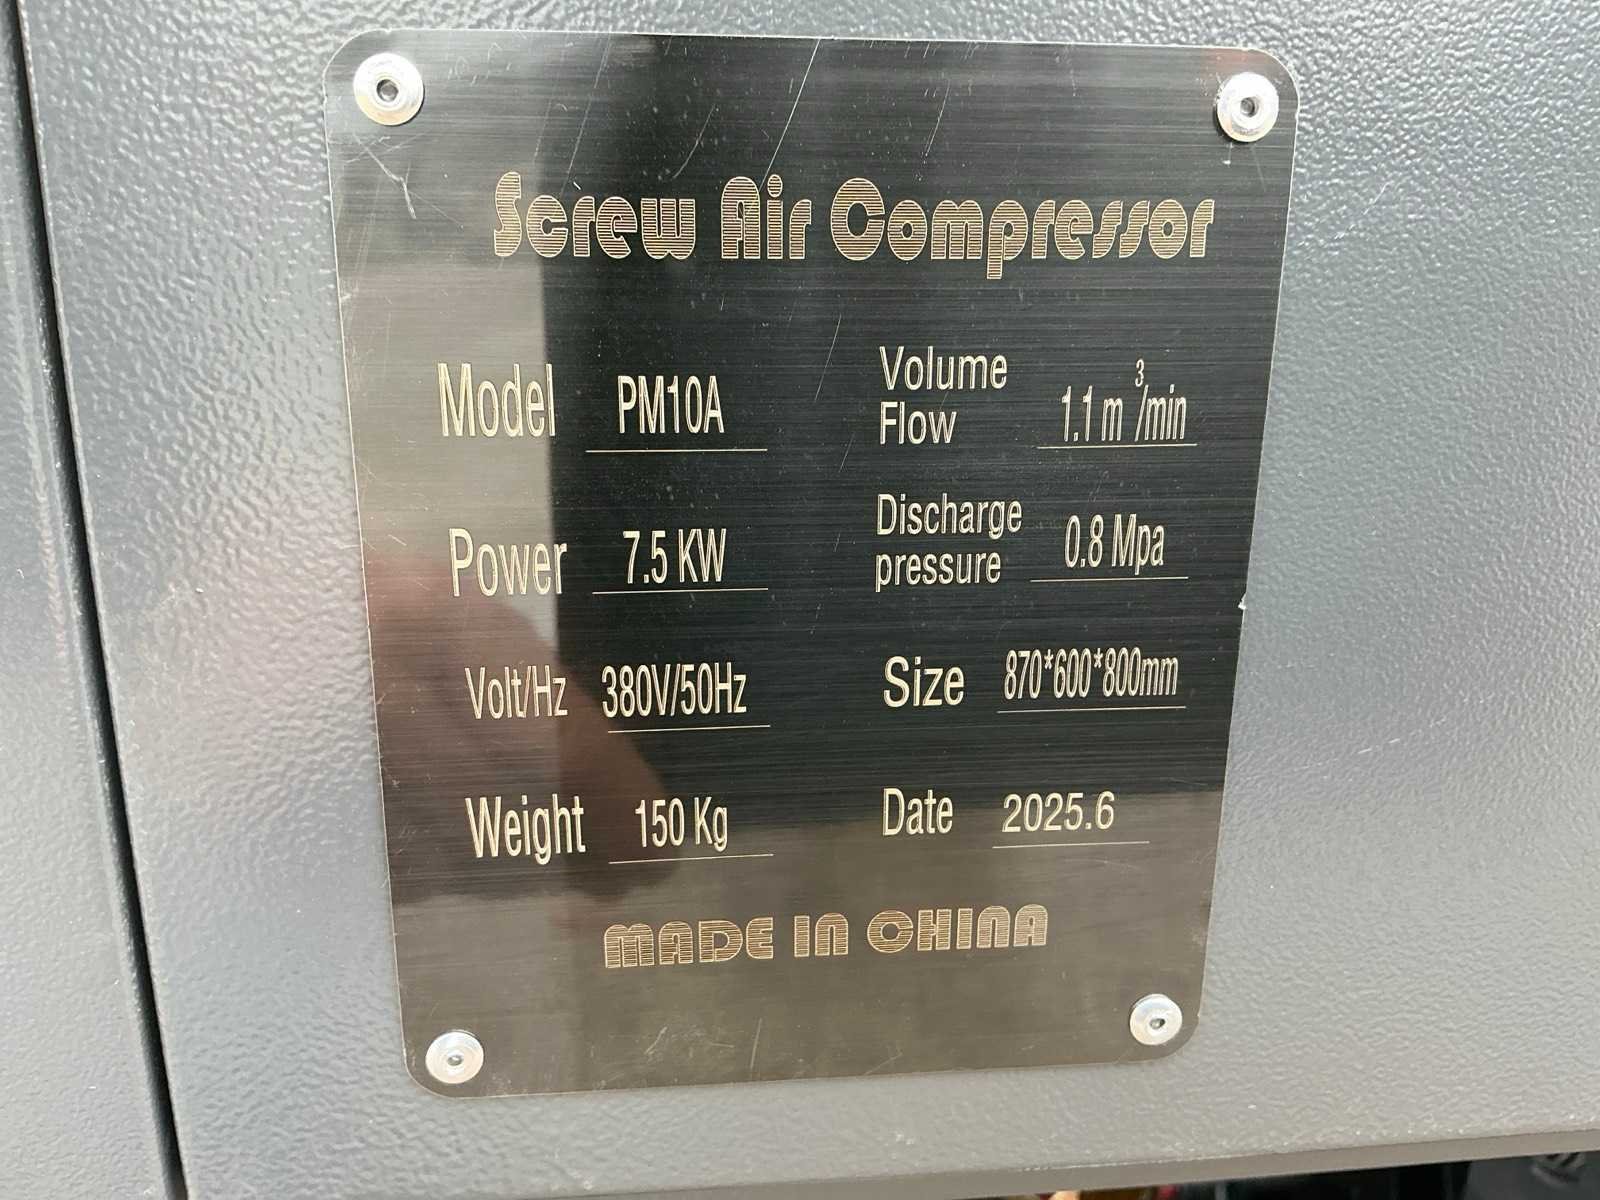 Screw Air Compressor
Model PM10A
Volume Flow 1.1 m³/min
Power 7.5 KW
Discharge pressure 0.8 Mpa
Volt/Hz 380V/50Hz
Size 870*600*800mm
Weight 150 Kg
Date 2025.6
MADE IN CHINA